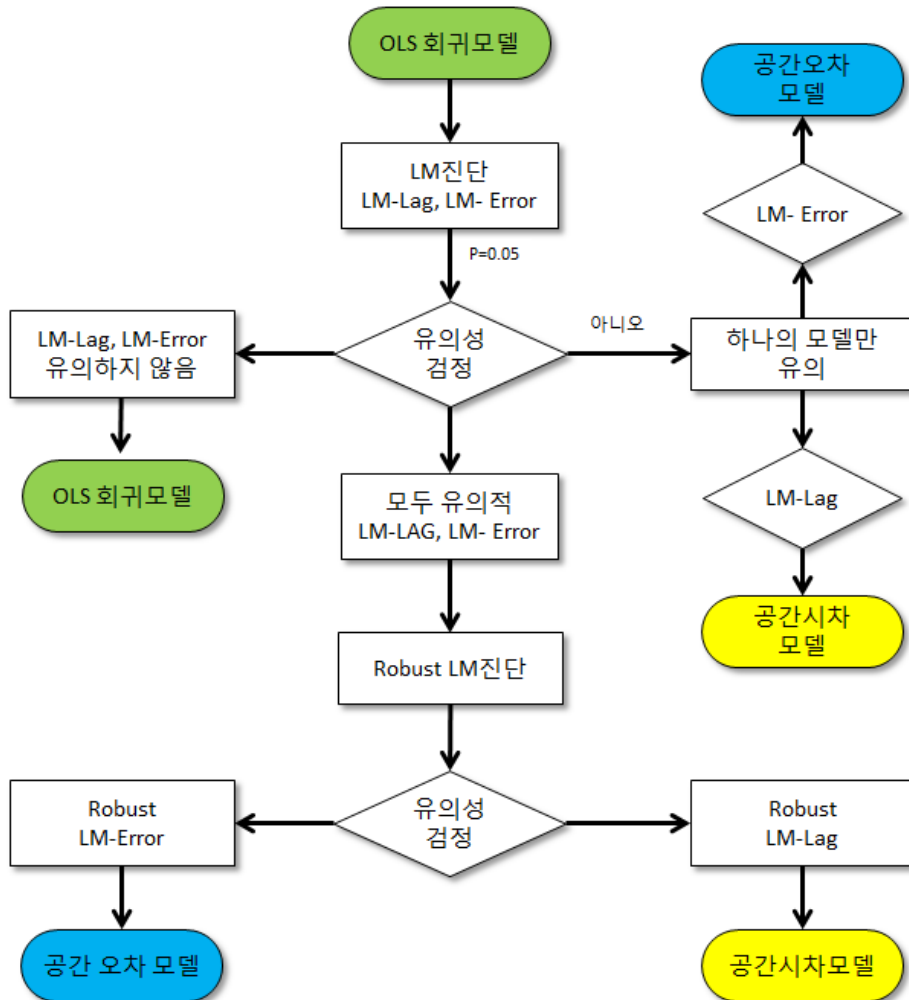 OLS 회귀모델
공간오차
모델
LM진단
LM-Lag, LM- Error
LM- Error
P=0.05
아니오
LM-Lag, LM-Error
유의하지 않음
유의성
검정
하나의 모델만
유의
OLS 회귀모델
모두 유의적
LM-LAG, LM- Error
LM-Lag
공간시차
모델
Robust LM진단
Robust
LM-Error
유의성
검정
Robust
LM-Lag
공간 오차 모델
공간시차모델